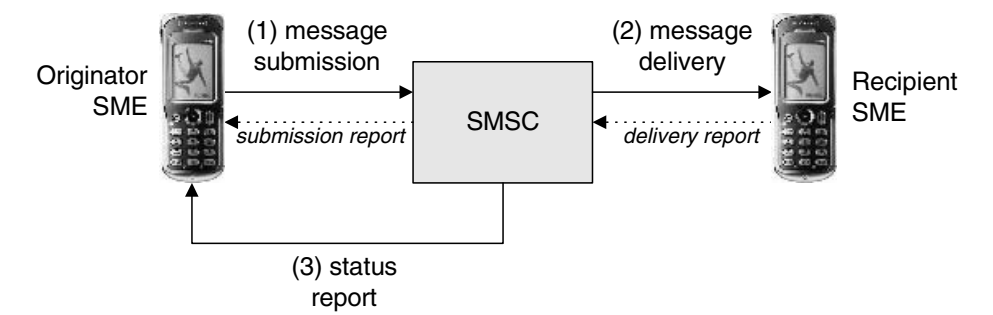 (1) message
submission
(2) message
delivery
Originator
SME
SMSC
Recipient
SME
submission report
delivery report
(3) status
report